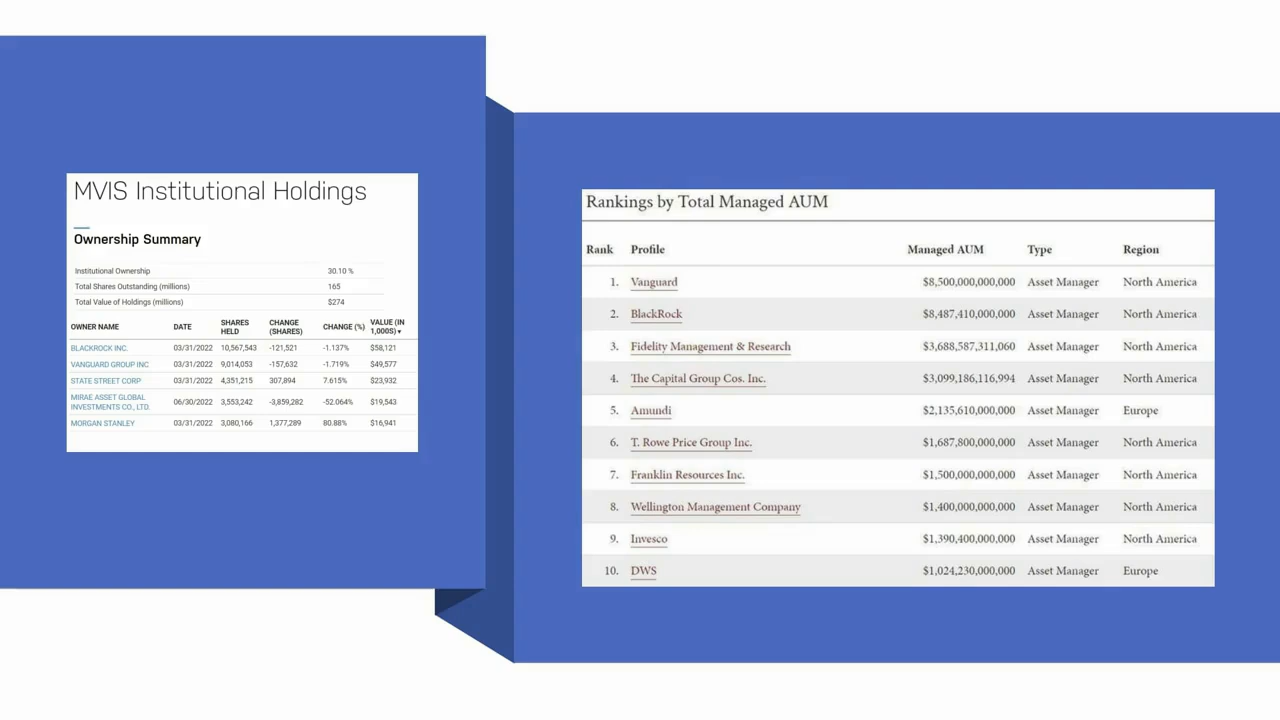 MVIS Institutional Holdings
Ownership Summary
Institutional Ownership 30.10 %
Total Shares Outstanding (millions) 165
Total Value of Holdings (millions) $274
OWNER NAME DATE SHARES HELD CHANGE (SHARES) CHANGE (%) VALUE (IN 1,000S) ▾
BLACKROCK INC. 03/31/2022 10,567,543 -121,521 -1.137% $58,121
VANGUARD GROUP INC 03/31/2022 9,014,053 -157,632 -1.719% $49,577
STATE STREET CORP 03/31/2022 4,351,215 307,894 7.615% $23,932
MIRAE ASSET GLOBAL INVESTMENTS CO., LTD. 06/30/2022 3,553,242 -3,859,282 -52.064% $19,543
MORGAN STANLEY 03/31/2022 3,080,166 1,377,289 80.88% $16,941
Rankings by Total Managed AUM
Rank Profile Managed AUM Type Region
1. Vanguard $8,500,000,000,000 Asset Manager North America
2. BlackRock $8,487,410,000,000 Asset Manager North America
3. Fidelity Management & Research $3,688,587,311,060 Asset Manager North America
4. The Capital Group Cos. Inc. $3,099,186,116,994 Asset Manager North America
5. Amundi $2,135,610,000,000 Asset Manager Europe
6. T. Rowe Price Group Inc. $1,687,800,000,000 Asset Manager North America
7. Franklin Resources Inc. $1,500,000,000,000 Asset Manager North America
8. Wellington Management Company $1,400,000,000,000 Asset Manager North America
9. Invesco $1,390,400,000,000 Asset Manager North America
10. DWS $1,024,230,000,000 Asset Manager Europe